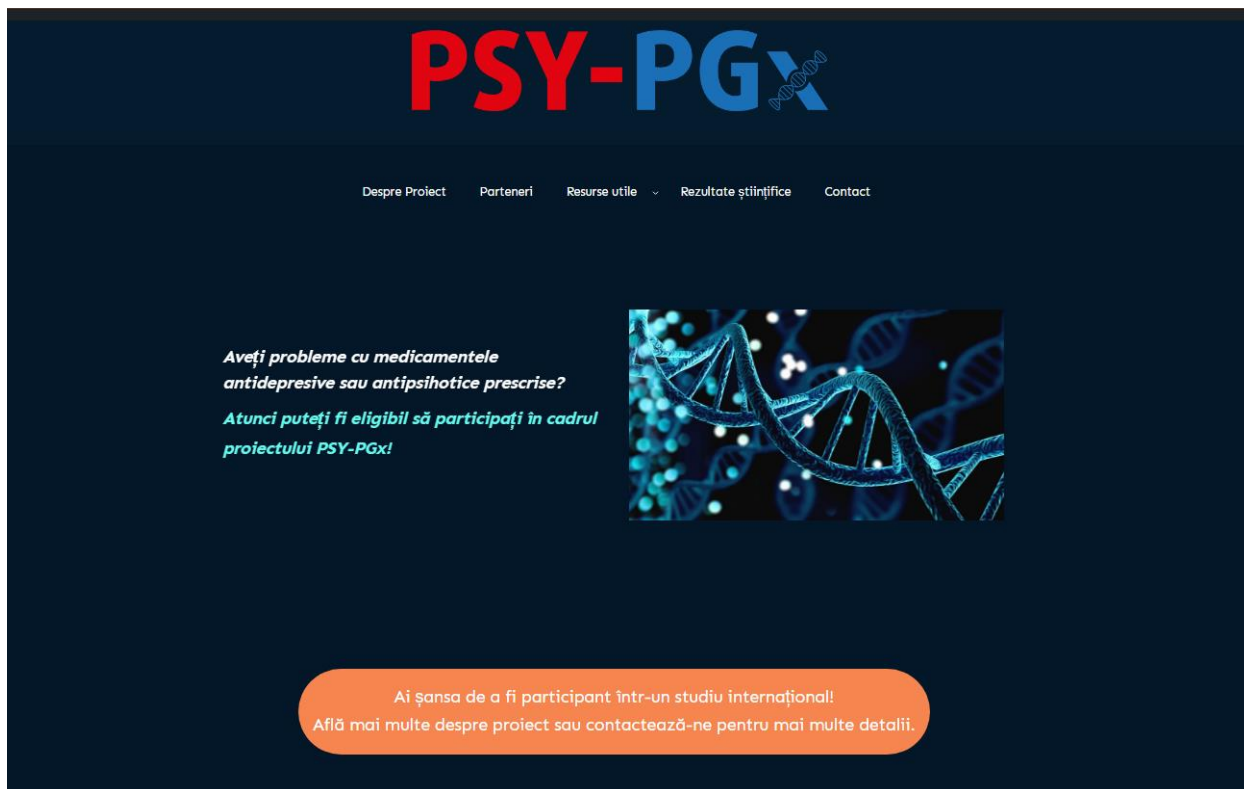 PSY-PGx
Despre Proiect Parteneri Resurse utile Rezultate științifice Contact
Aveți probleme cu medicamentele
antidepresive sau antipsihotice prescrise?
Atunci puteți fi eligibil să participați în cadrul
proiectului PSY-PGx!
Ai șansa de a fi participant într-un studiu internațional!
Află mai multe despre proiect sau contactează-ne pentru mai multe detalii.